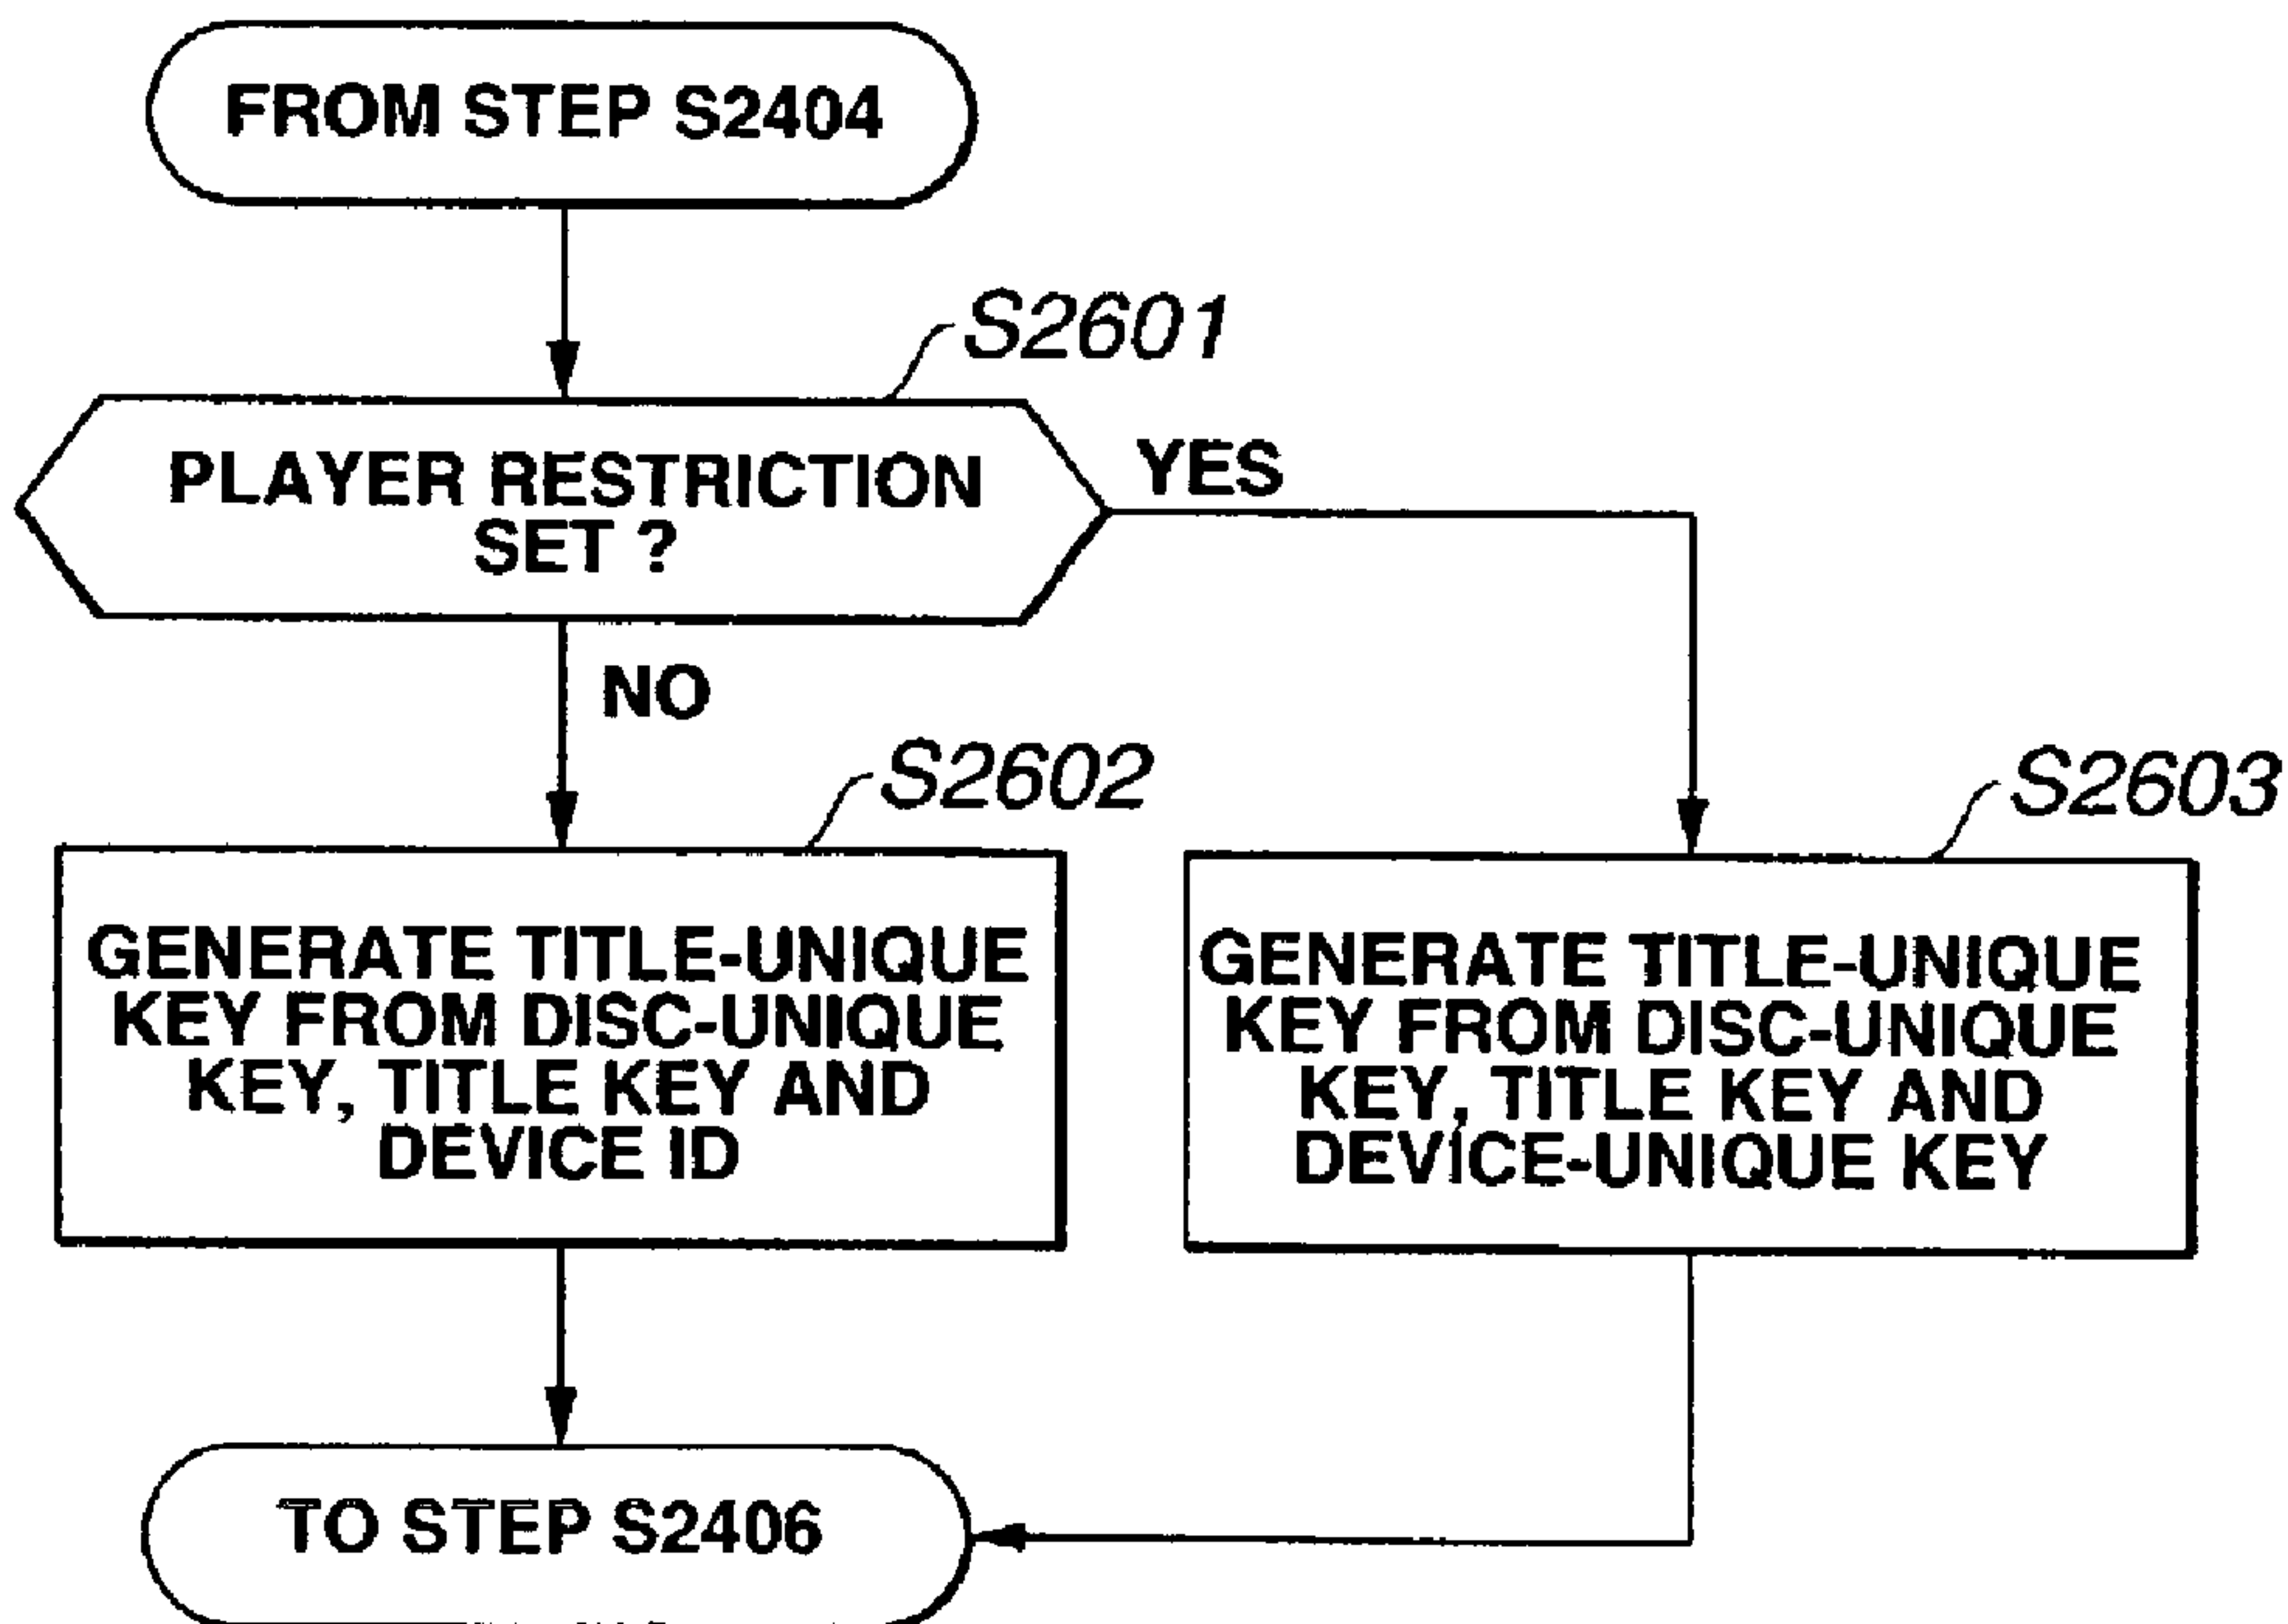 FROM STEP S2404
S2601
PLAYER RESTRICTION
SET ?
YES
NO
S2602
GENERATE TITLE-UNIQUE
KEY FROM DISC-UNIQUE
KEY, TITLE KEY AND
DEVICE ID
S2603
GENERATE TITLE-UNIQUE
KEY FROM DISC-UNIQUE
KEY, TITLE KEY AND
DEVICE-UNIQUE KEY
TO STEP S2406